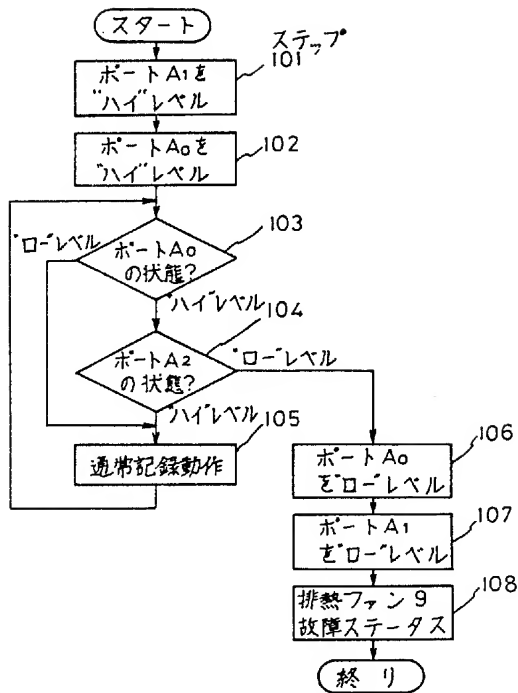 スタート
ステップ
101
ポートA1を
"ハイ"レベル
102
ポートA0を
"ハイ"レベル
103
"ロー"レベル
ポートA0
の状態?
"ハイ"レベル
104
ポートA2
の状態?
"ロー"レベル
"ハイ"レベル
105
通常記録動作
106
ポートA0
を"ロー"レベル
107
ポートA1
を"ロー"レベル
108
排熱ファン9
故障ステータス
終り